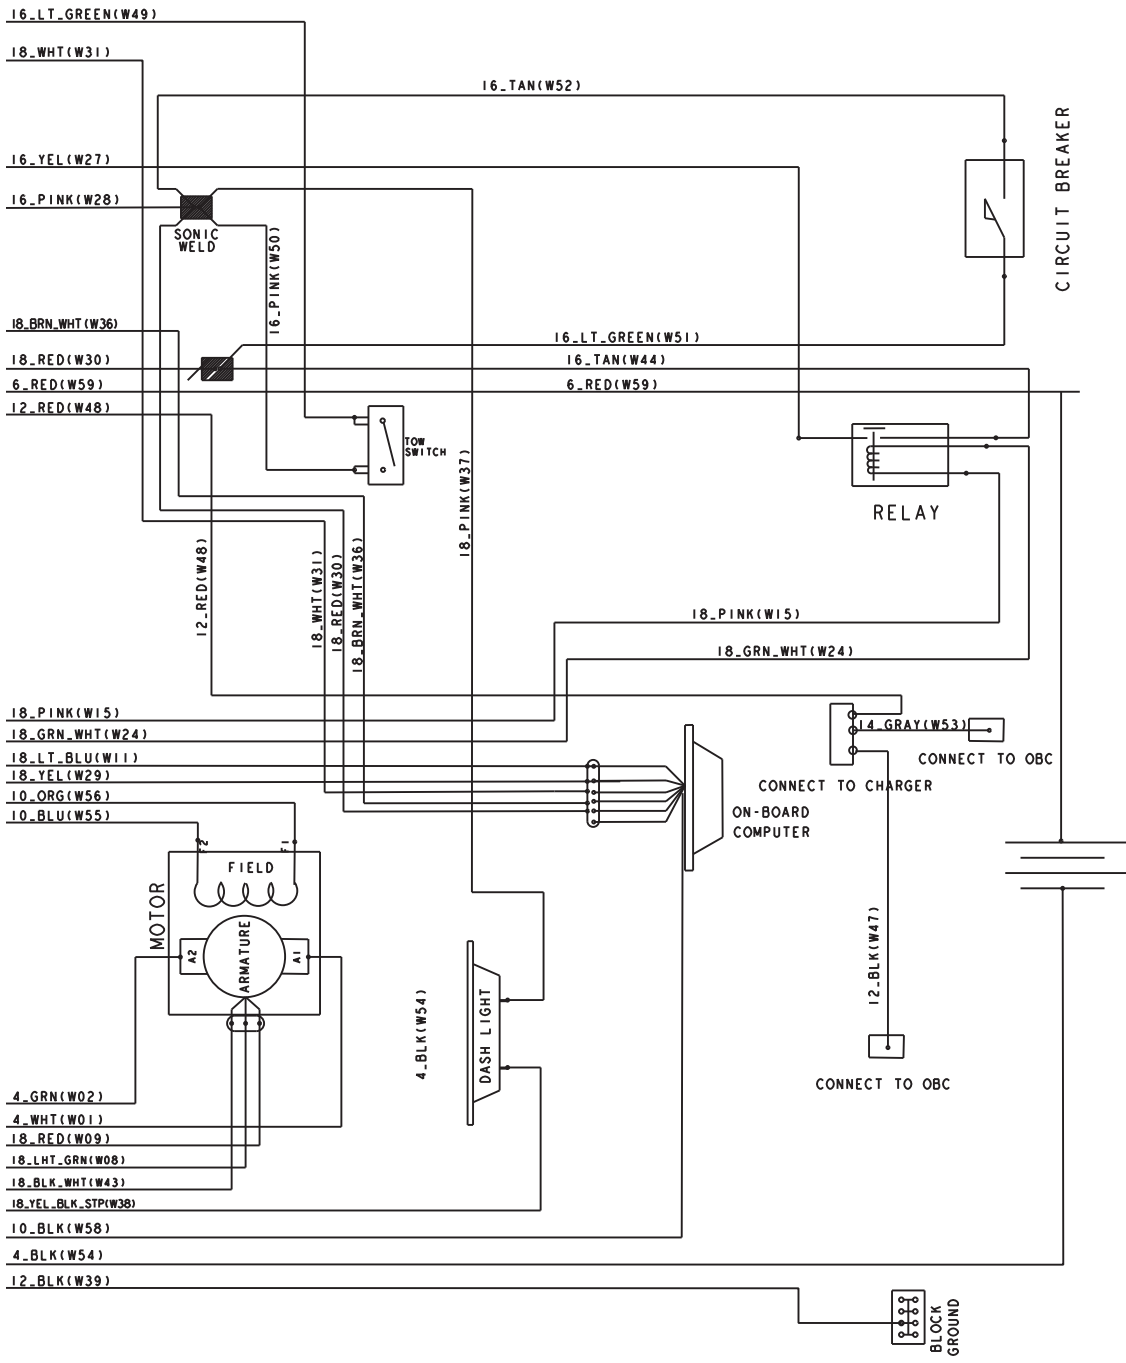 16_LT_GREEN(W49)
18_WHT(W31)
16_TAN(W52)
CIRCUIT BREAKER
16_YEL(W27)
16_PINK(W28)
SONIC
WELD
16_PINK(W50)
18_BRN_WHT(W36)
16_LT_GREEN(W51)
18_RED(W30)
16_TAN(W44)
6_RED(W59)
6_RED(W59)
12_RED(W48)
TOW
SWITCH
18_PINK(W37)
RELAY
12_RED(W48)
18_WHT(W31)
18_RED(W30)
18_BRN_WHT(W36)
18_PINK(W15)
18_GRN_WHT(W24)
18_PINK(W15)
18_GRN_WHT(W24)
14_GRAY(W53)
CONNECT TO OBC
18_LT_BLU(W11)
18_YEL(W29)
CONNECT TO CHARGER
10_ORG(W56)
10_BLU(W55)
ON-BOARD
COMPUTER
F2
F1
FIELD
MOTOR
A2
ARMATURE
A1
4_BLK(W54)
DASH LIGHT
12_BLK(W47)
CONNECT TO OBC
4_GRN(W02)
4_WHT(W01)
18_RED(W09)
18_LHT_GRN(W08)
18_BLK_WHT(W43)
18_YEL_BLK_STP(W38)
10_BLK(W58)
4_BLK(W54)
12_BLK(W39)
BLOCK
GROUND